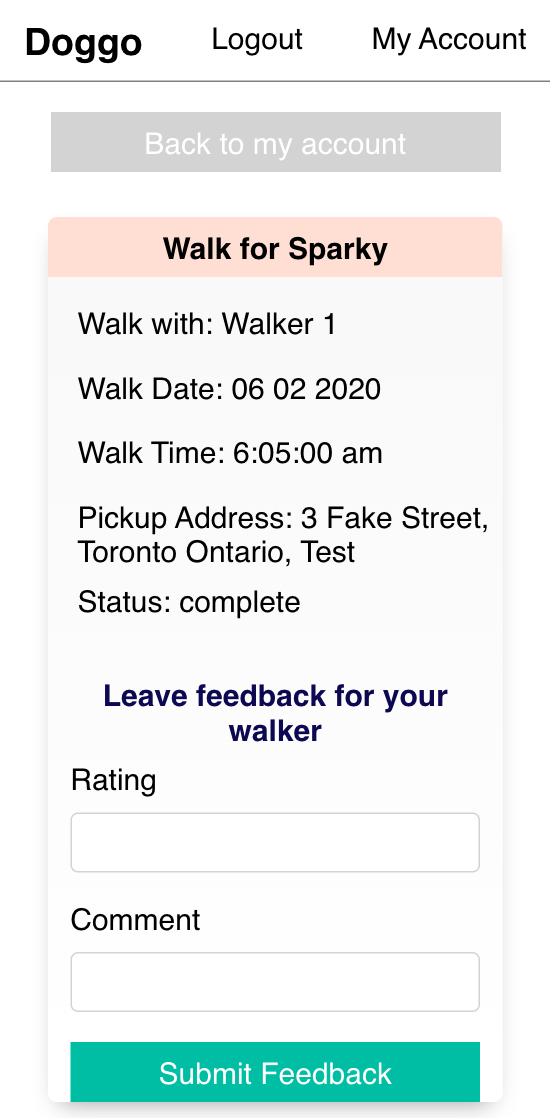 Doggo Logout My Account
Back to my account
Walk for Sparky
Walk with: Walker 1
Walk Date: 06 02 2020
Walk Time: 6:05:00 am
Pickup Address: 3 Fake Street,
Toronto Ontario, Test
Status: complete
Leave feedback for your
walker
Rating
Comment
Submit Feedback